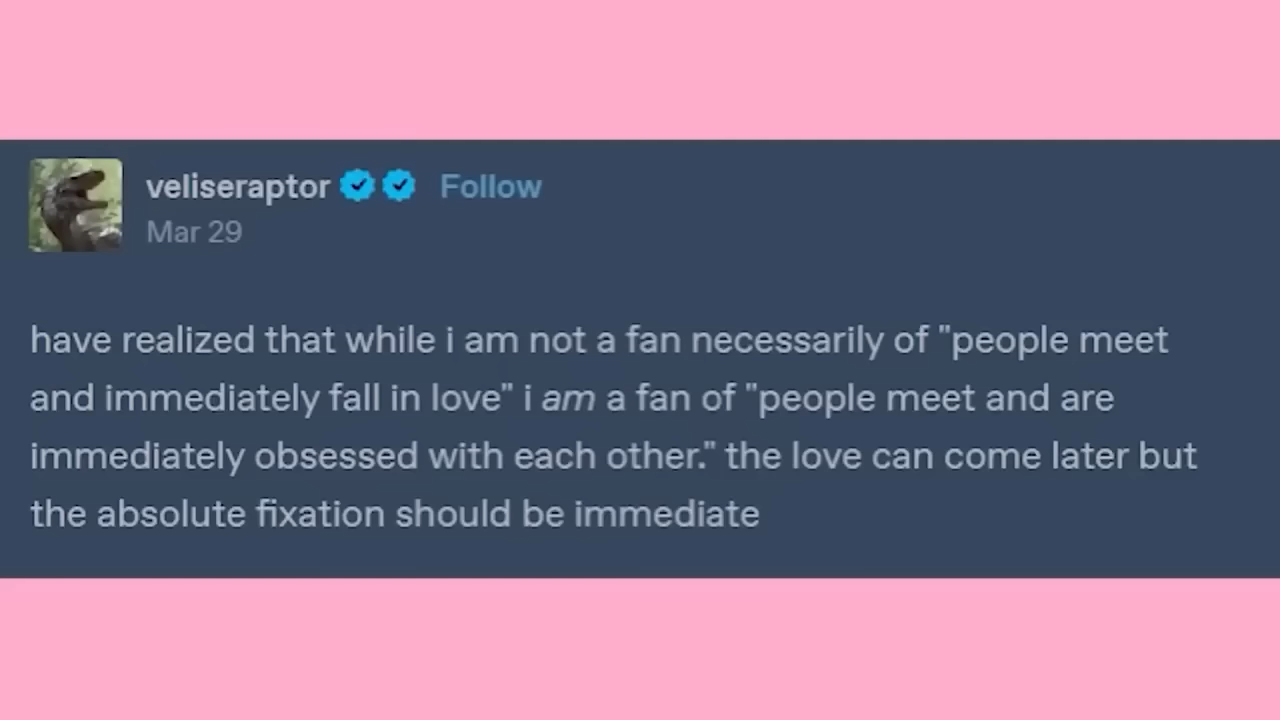 veliseraptor Follow
Mar 29
have realized that while i am not a fan necessarily of "people meet
and immediately fall in love" i am a fan of "people meet and are
immediately obsessed with each other." the love can come later but
the absolute fixation should be immediate